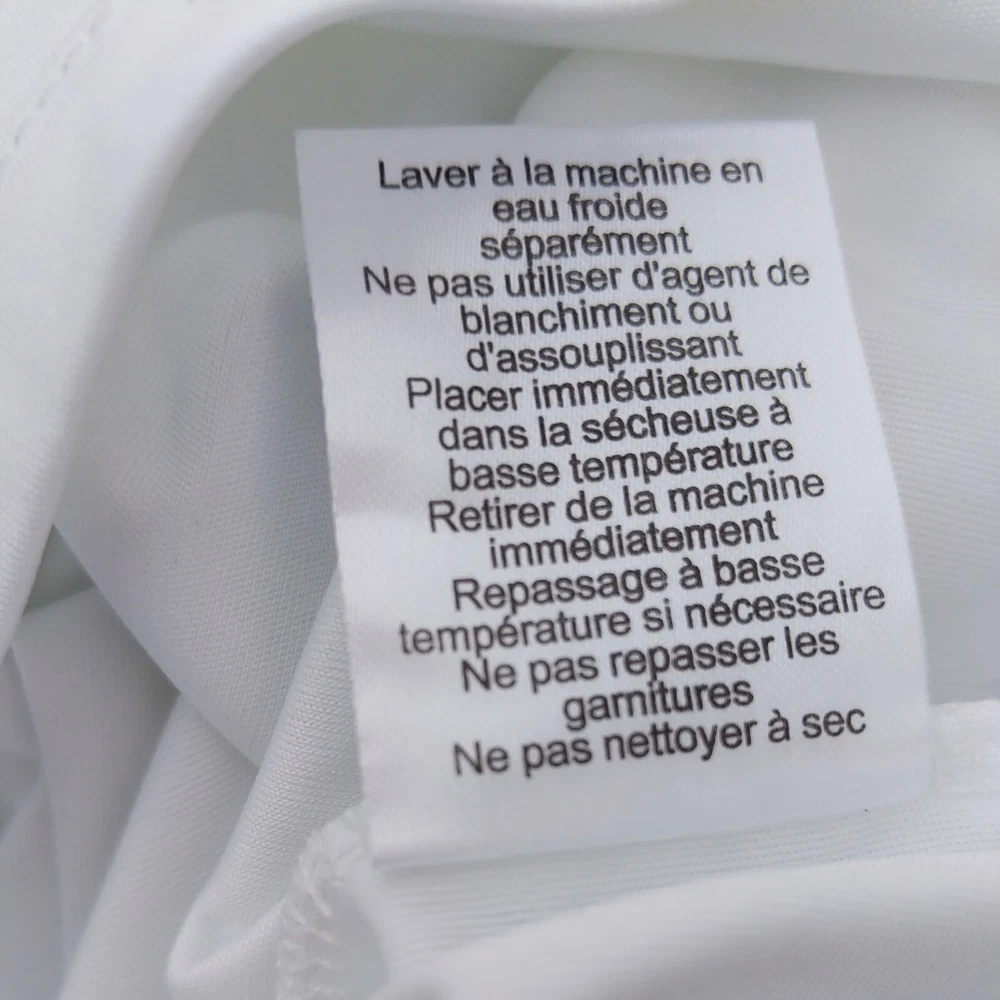 Laver à la machine en
eau froide
séparément
Ne pas utiliser d'agent de
blanchiment ou
d'assouplissant
Placer immédiatement
dans la sécheuse à
basse température
Retirer de la machine
immédiatement
Repassage à basse
température si nécessaire
Ne pas repasser les
garnitures
Ne pas nettoyer à sec